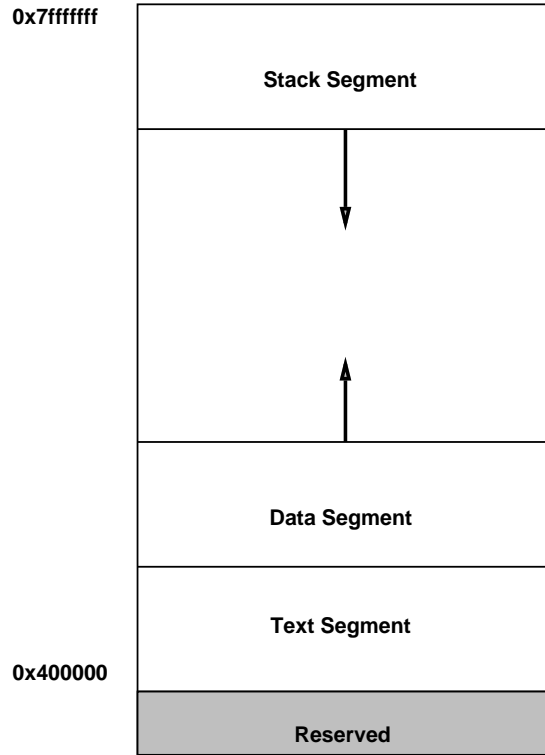 0x7fffffff
Stack Segment
Data Segment
Text Segment
0x400000
Reserved